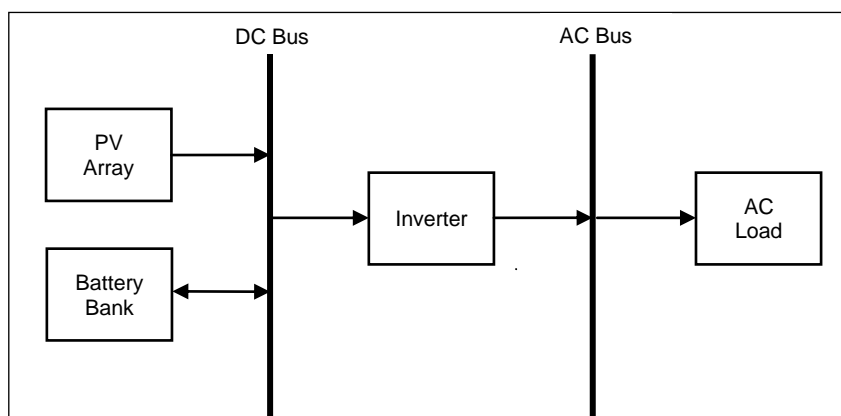 DC Bus
AC Bus
PV
Array
Inverter
AC
Load
Battery
Bank